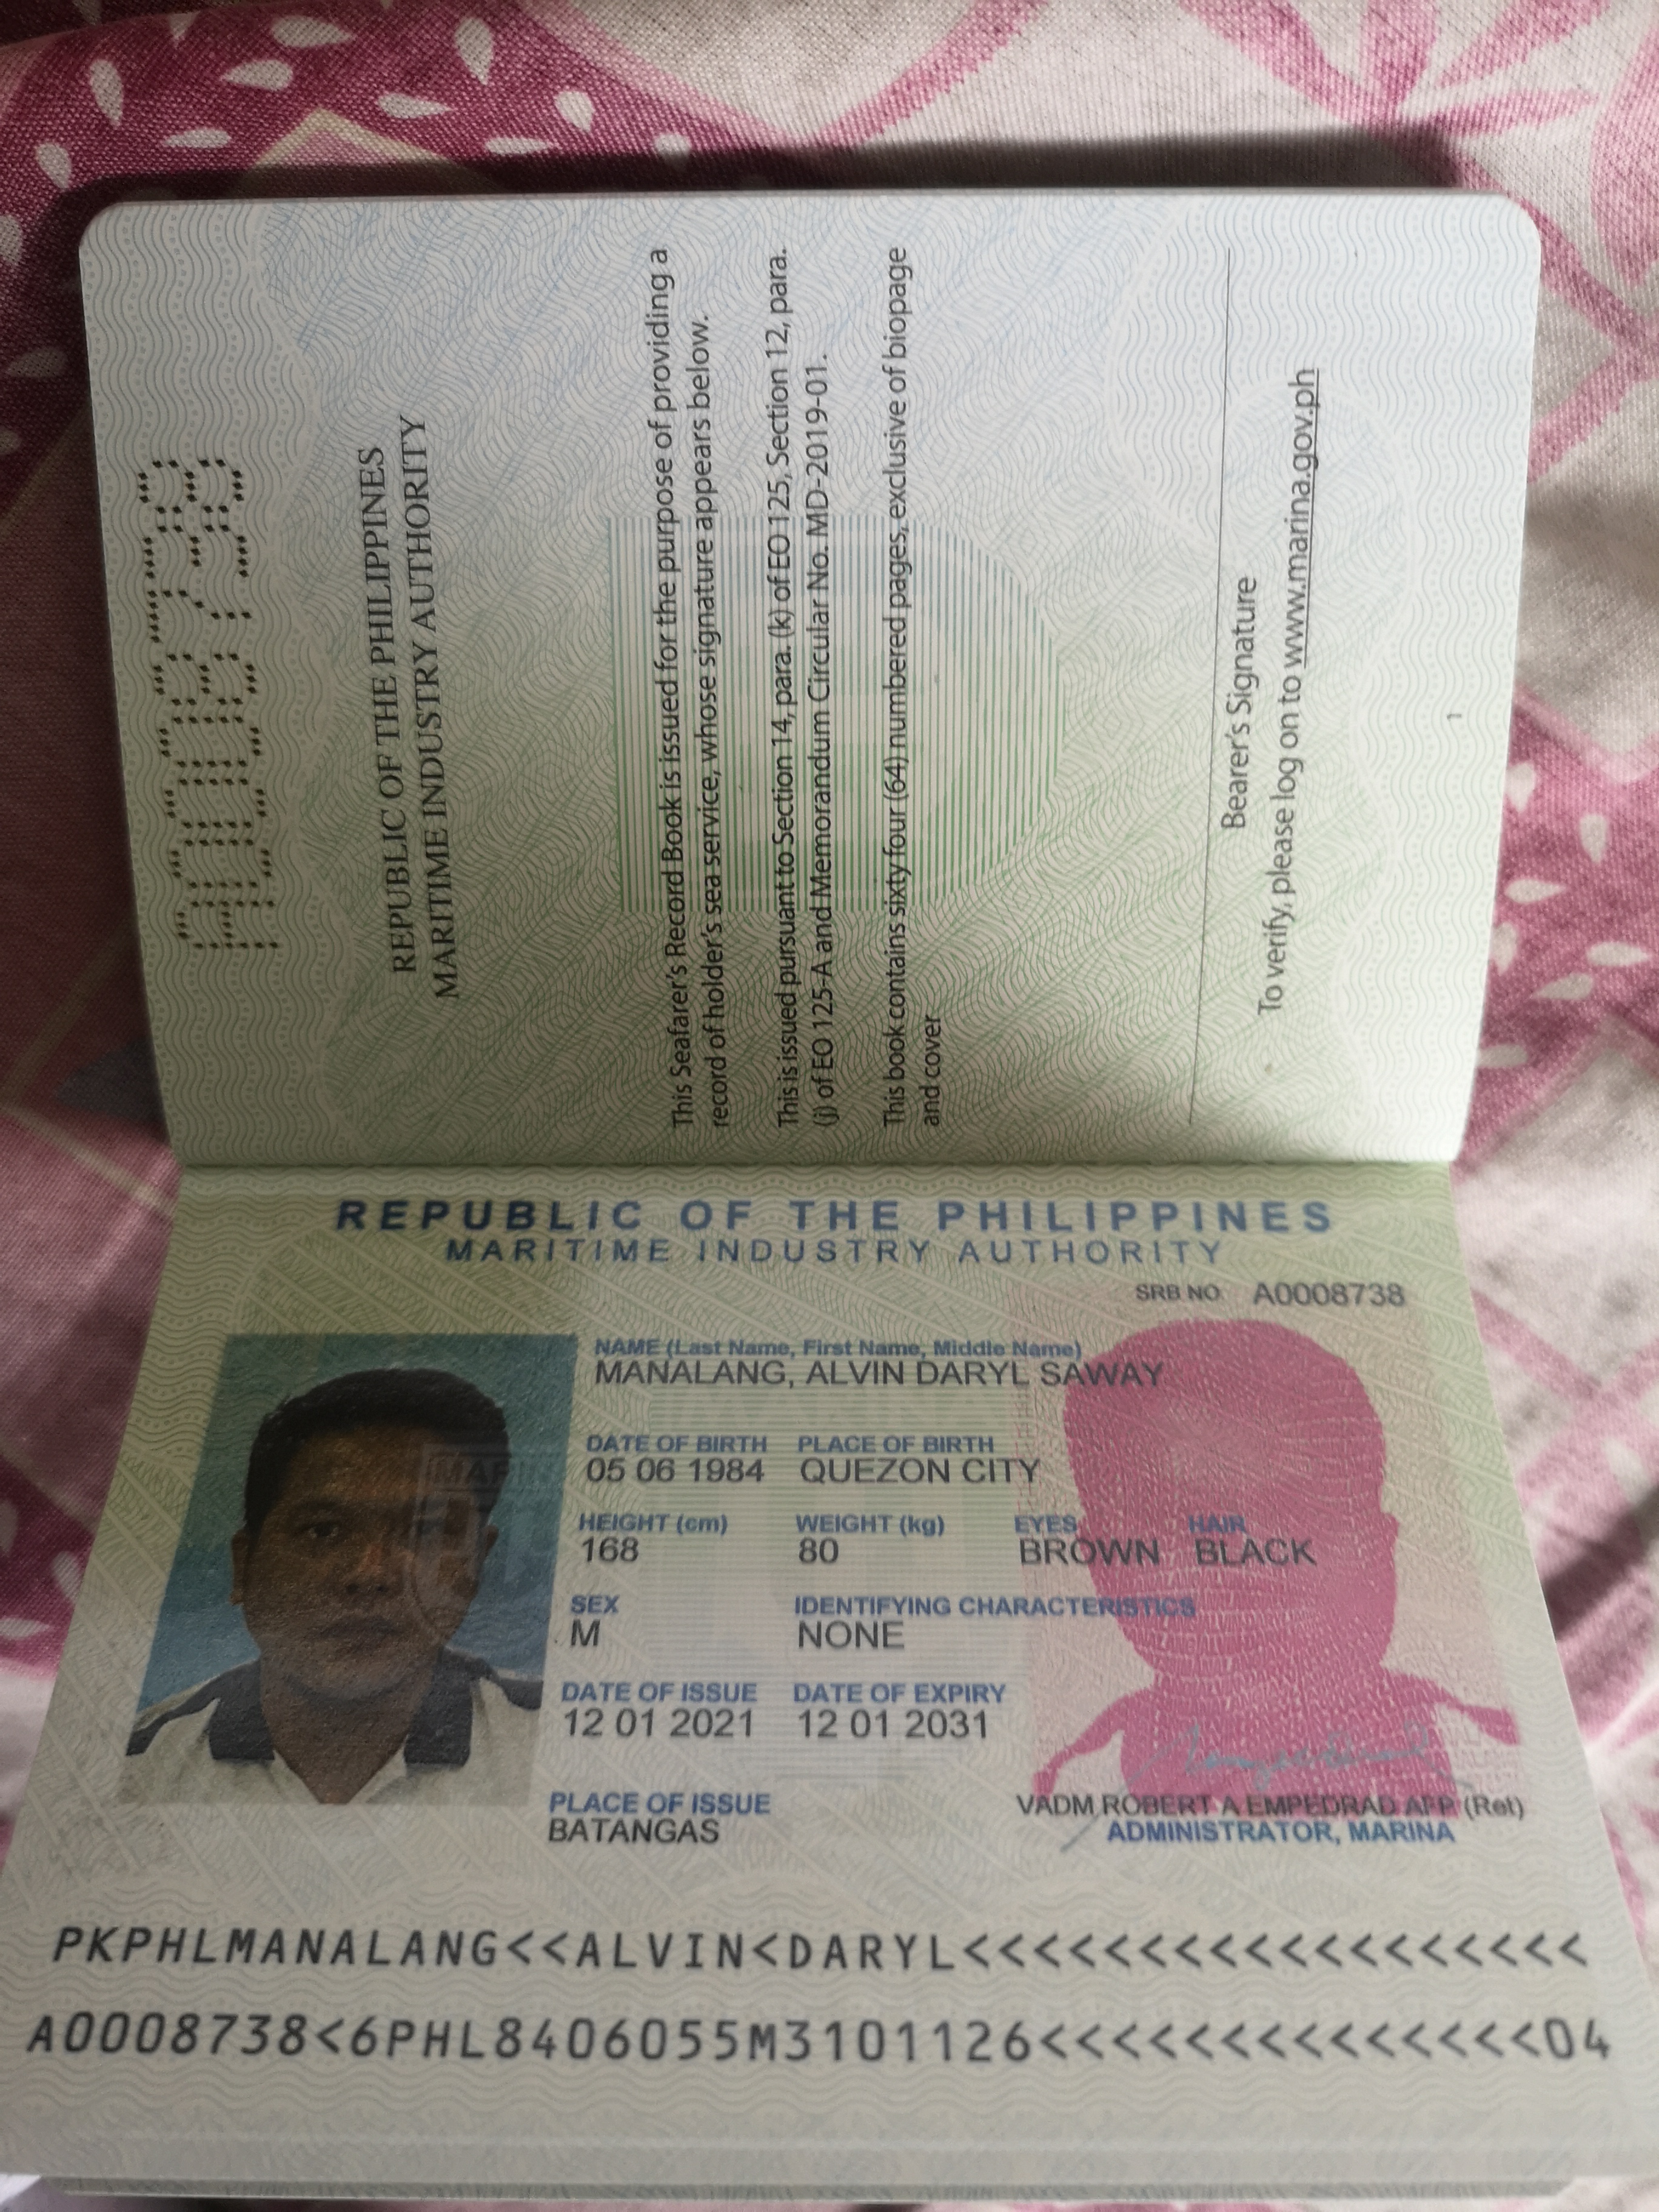 A0008738
REPUBLIC OF THE PHILIPPINES
MARITIME INDUSTRY AUTHORITY
This Seafarer's Record Book is issued for the purpose of providing a
record of holder's sea service, whose signature appears below.
This is issued pursuant to Section 14, para. (k) of EO 125, Section 12, para.
(j) of EO 125-A and Memorandum Circular No. MD-2019-01.
This book contains sixty four (64) numbered pages, exclusive of biopage
and cover
Bearer's Signature
To verify, please log on to www.marina.gov.ph
1
REPUBLIC OF THE PHILIPPINES
MARITIME INDUSTRY AUTHORITY
SRB NO. A0008738
NAME (Last Name, First Name, Middle Name)
MANALANG, ALVIN DARYL SAWAY
DATE OF BIRTH PLACE OF BIRTH
05 06 1984 QUEZON CITY
HEIGHT (cm) WEIGHT (kg) EYES HAIR
168 80 BROWN BLACK
SEX IDENTIFYING CHARACTERISTICS
M NONE
DATE OF ISSUE DATE OF EXPIRY
12 01 2021 12 01 2031
PLACE OF ISSUE
BATANGAS
VADM ROBERT A EMPEDRAD AFP (Ret)
ADMINISTRATOR, MARINA
PKPHLMANALANG<<ALVIN<DARYL<<<<<<<<<<<<<<<<<<
A0008738<6PHL8406055M3101126<<<<<<<<<<<<<<04